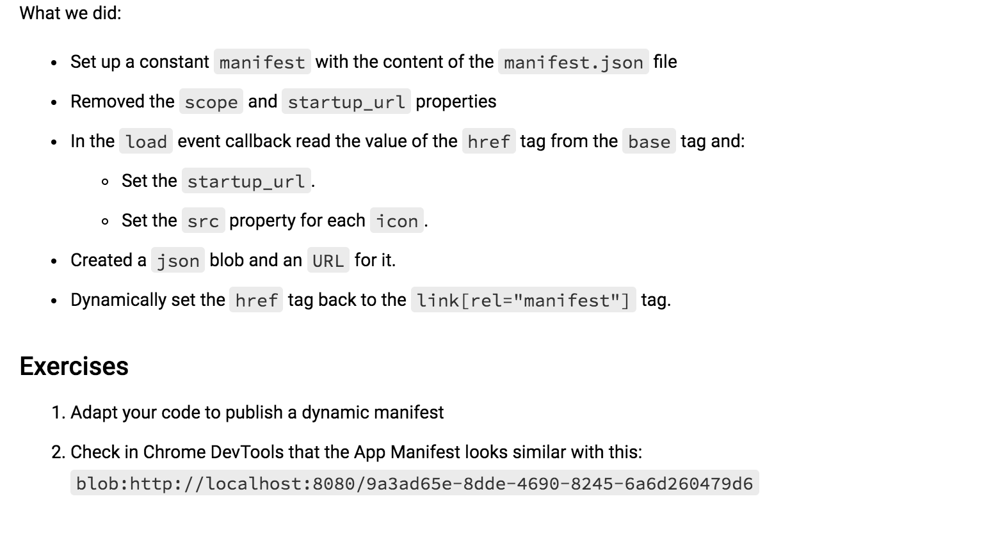 What we did:
• Set up a constant manifest with the content of the manifest.json file
• Removed the scope and startup_url properties
• In the load event callback read the value of the href tag from the base tag and:
◦ Set the startup_url.
◦ Set the src property for each icon.
• Created a json blob and an URL for it.
• Dynamically set the href tag back to the link[rel="manifest"] tag.
Exercises
1. Adapt your code to publish a dynamic manifest
2. Check in Chrome DevTools that the App Manifest looks similar with this:
blob:http://localhost:8080/9a3ad65e-8dde-4690-8245-6a6d260479d6